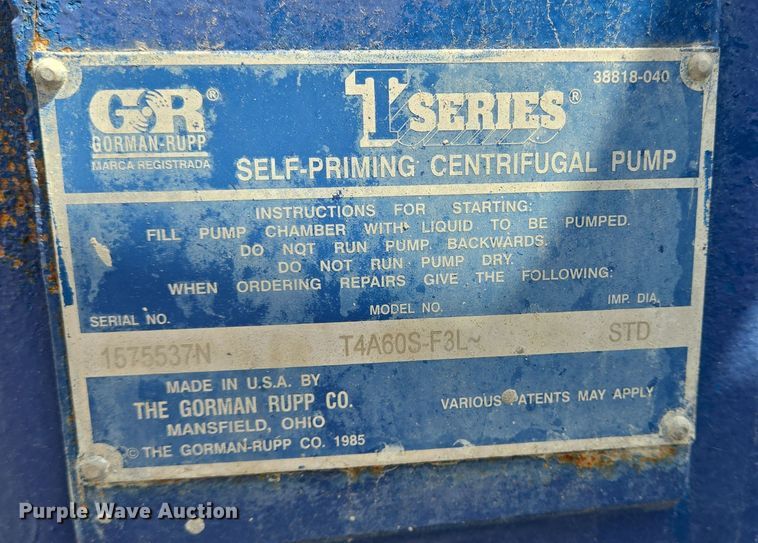 38818-040
GR®
GORMAN-RUPP
MARCA REGISTRADA
T SERIES®
SELF-PRIMING CENTRIFUGAL PUMP
INSTRUCTIONS FOR STARTING:
FILL PUMP CHAMBER WITH LIQUID TO BE PUMPED.
DO NOT RUN PUMP BACKWARDS.
DO NOT RUN PUMP DRY.
WHEN ORDERING REPAIRS GIVE THE FOLLOWING:
SERIAL NO. MODEL NO. IMP. DIA.
1575537N T4A60S-F3L~ STD
MADE IN U.S.A. BY
THE GORMAN RUPP CO.
MANSFIELD, OHIO
© THE GORMAN-RUPP CO. 1985
VARIOUS PATENTS MAY APPLY
Purple Wave Auction